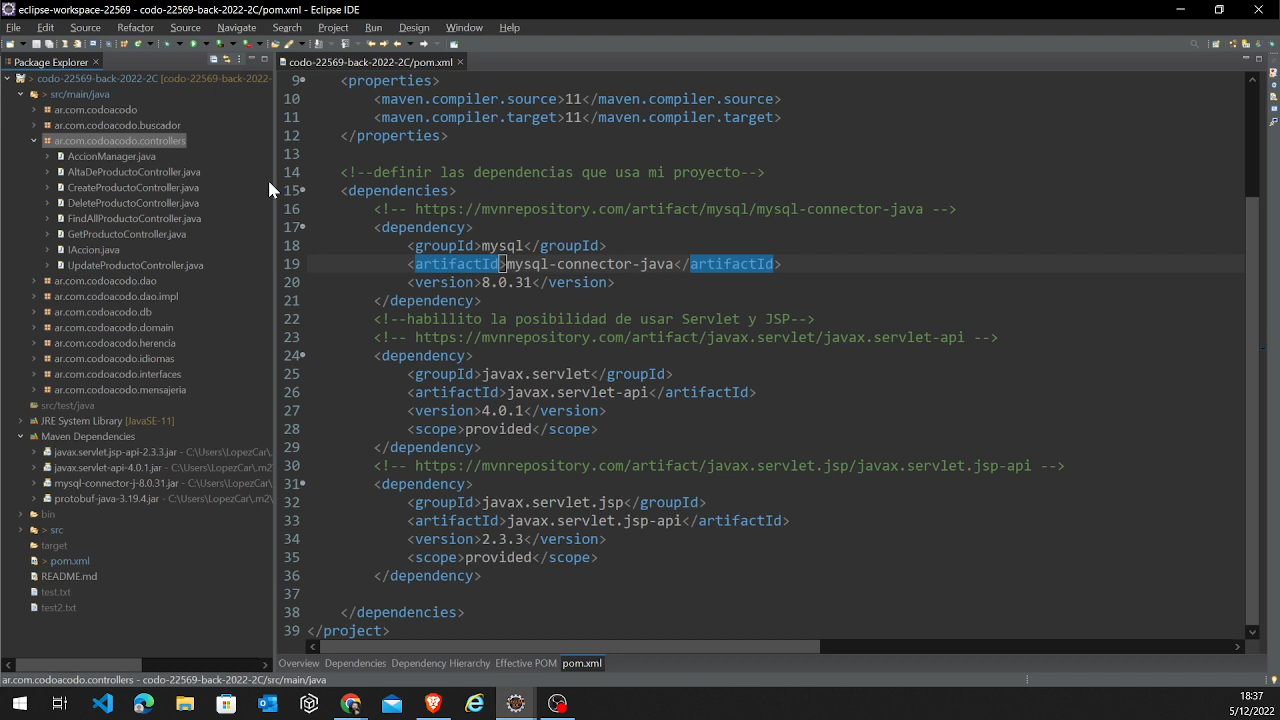 eclipse-workspace-22569 - codo-22569-back-2022-2C/pom.xml - Eclipse IDE
File Edit Source Refactor Source Navigate Search Project Run Design Window Help
Package Explorer
codo-22569-back-2022-2C/pom.xml
> codo-22569-back-2022-2C [codo-22569-back-2022-
> src/main/java
ar.com.codoacodo
ar.com.codoacodo.buscador
ar.com.codoacodo.controllers
AccionManager.java
AltaDeProductoController.java
CreateProductoController.java
DeleteProductoController.java
FindAllProductoController.java
GetProductoController.java
IAccion.java
UpdateProductoController.java
ar.com.codoacodo.dao
ar.com.codoacodo.dao.impl
ar.com.codoacodo.db
ar.com.codoacodo.domain
ar.com.codoacodo.herencia
ar.com.codoacodo.idiomas
ar.com.codoacodo.interfaces
ar.com.codoacodo.mensajeria
src/test/java
JRE System Library [JavaSE-11]
Maven Dependencies
javax.servlet.jsp-api-2.3.3.jar - C:\Users\LopezCar\
javax.servlet-api-4.0.1.jar - C:\Users\LopezCar\.m2
mysql-connector-j-8.0.31.jar - C:\Users\LopezCar\
protobuf-java-3.19.4.jar - C:\Users\LopezCar\.m2\
bin
> src
target
> pom.xml
README.md
test.txt
test2.txt
9 <properties>
10 <maven.compiler.source>11</maven.compiler.source>
11 <maven.compiler.target>11</maven.compiler.target>
12 </properties>
13
14 <!--definir las dependencias que usa mi proyecto-->
15 <dependencies>
16 <!-- https://mvnrepository.com/artifact/mysql/mysql-connector-java -->
17 <dependency>
18 <groupId>mysql</groupId>
19 <artifactId>mysql-connector-java</artifactId>
20 <version>8.0.31</version>
21 </dependency>
22 <!--habillito la posibilidad de usar Servlet y JSP-->
23 <!-- https://mvnrepository.com/artifact/javax.servlet/javax.servlet-api -->
24 <dependency>
25 <groupId>javax.servlet</groupId>
26 <artifactId>javax.servlet-api</artifactId>
27 <version>4.0.1</version>
28 <scope>provided</scope>
29 </dependency>
30 <!-- https://mvnrepository.com/artifact/javax.servlet.jsp/javax.servlet.jsp-api -->
31 <dependency>
32 <groupId>javax.servlet.jsp</groupId>
33 <artifactId>javax.servlet.jsp-api</artifactId>
34 <version>2.3.3</version>
35 <scope>provided</scope>
36 </dependency>
37
38 </dependencies>
39 </project>
Overview Dependencies Dependency Hierarchy Effective POM pom.xml
ar.com.codoacodo.controllers - codo-22569-back-2022-2C/src/main/java
18:37
5/12/2022